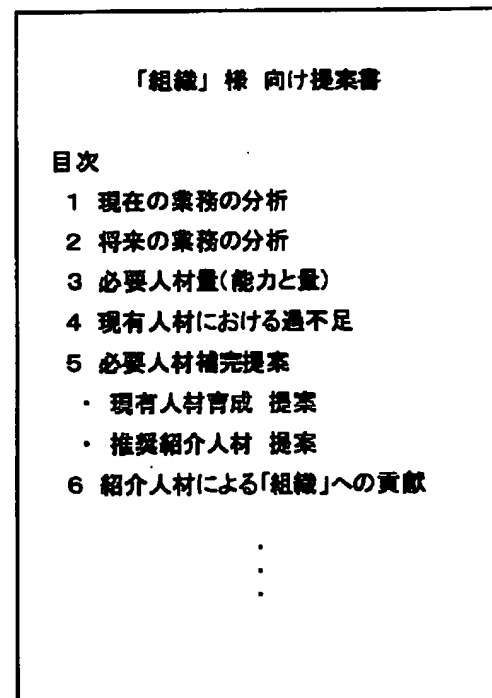 「組織」 様 向け提案書
目次
1 現在の業務の分析
2 将来の業務の分析
3 必要人材量(能力と量)
4 現有人材における過不足
5 必要人材補完提案
・ 現有人材育成 提案
・ 推奨紹介人材 提案
6 紹介人材による「組織」への貢献
・
・
・